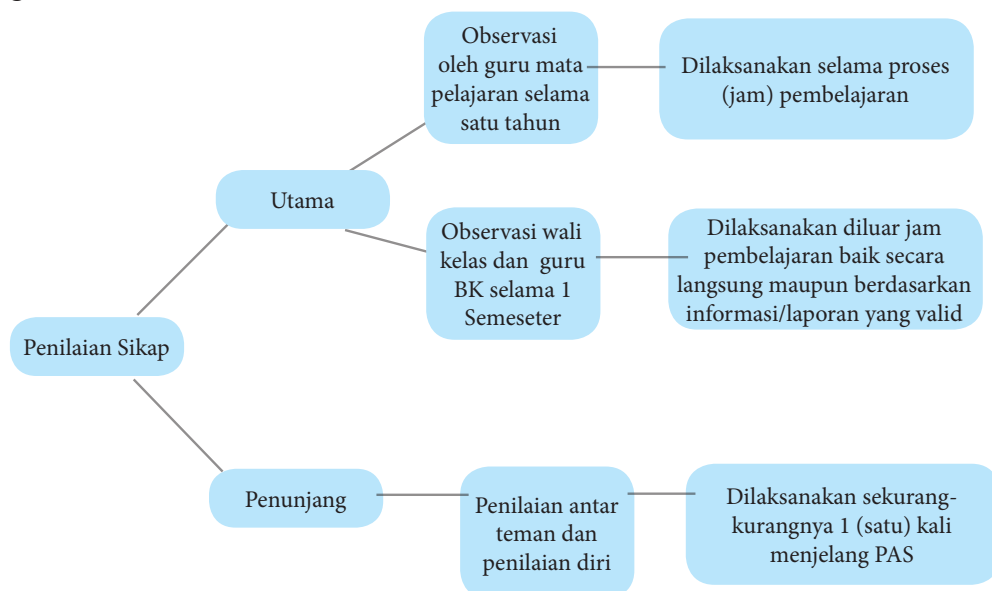 Observasi
oleh guru mata
pelajaran selama
satu tahun
Dilaksanakan selama proses
(jam) pembelajaran
Utama
Observasi wali
kelas dan guru
BK selama 1
Semeseter
Dilaksanakan diluar jam
pembelajaran baik secara
langsung maupun berdasarkan
informasi/laporan yang valid
Penilaian Sikap
Penunjang
Penilaian antar
teman dan
penilaian diri
Dilaksanakan sekurang-
kurangnya 1 (satu) kali
menjelang PAS